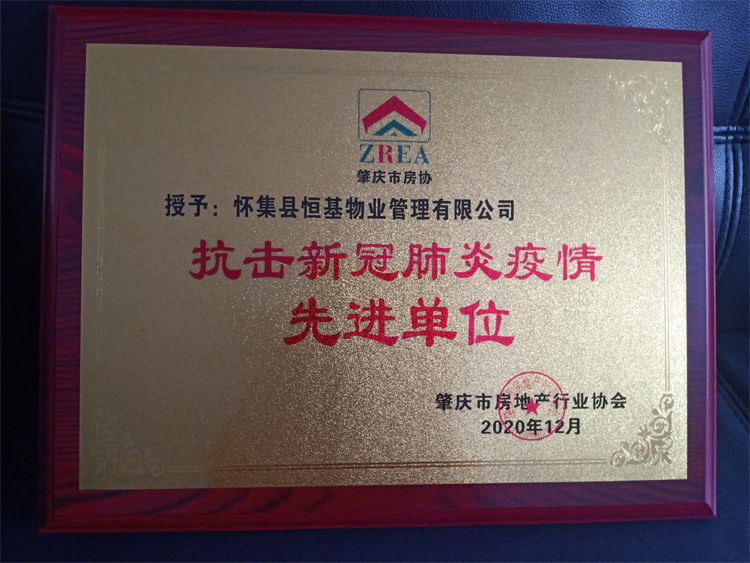 ZREA
肇庆市房协
授予：怀集县恒基物业管理有限公司
抗击新冠肺炎疫情
先进单位
肇庆市房地产行业协会
2020年12月